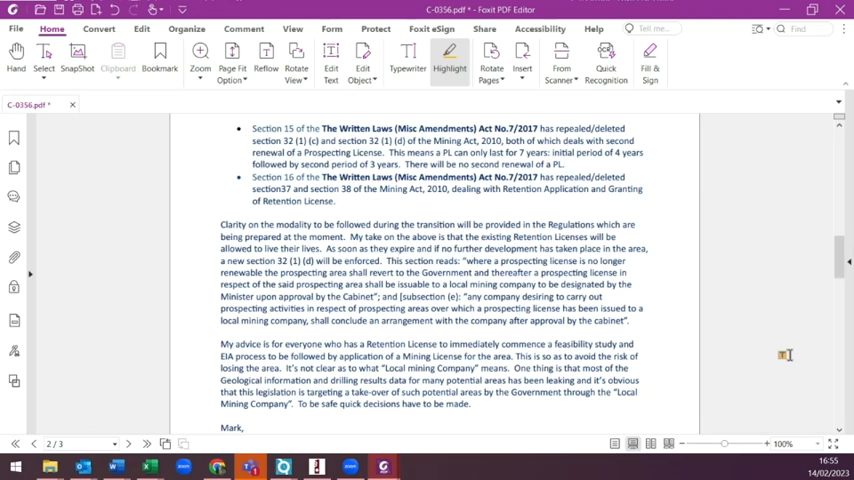 C-0356.pdf * - Foxit PDF Editor
File Home Convert Edit Organize Comment View Form Protect Foxit eSign Share Accessibility Help Tell me... Find
Hand Select SnapShot Clipboard Bookmark Zoom Page Fit Option Reflow Rotate View Edit Text Edit Object Typewriter Highlight Rotate Pages Insert From Scanner OCR Quick Recognition Fill & Sign
C-0356.pdf *
• Section 15 of the The Written Laws (Misc Amendments) Act No.7/2017 has repealed/deleted
section 32 (1) (c) and section 32 (1) (d) of the Mining Act, 2010, both of which deals with second
renewal of a Prospecting License. This means a PL can only last for 7 years: initial period of 4 years
followed by second period of 3 years. There will be no second renewal of a PL.
• Section 16 of the The Written Laws (Misc Amendments) Act No.7/2017 has repealed/deleted
section37 and section 38 of the Mining Act, 2010, dealing with Retention Application and Granting
of Retention License.
Clarity on the modality to be followed during the transition will be provided in the Regulations which are
being prepared at the moment. My take on the above is that the existing Retention Licenses will be
allowed to live their lives. As soon as they expire and if no further development has taken place in the area,
a new section 32 (1) (d) will be enforced. This section reads: “where a prospecting license is no longer
renewable the prospecting area shall revert to the Government and thereafter a prospecting license in
respect of the said prospecting area shall be issuable to a local mining company to be designated by the
Minister upon approval by the Cabinet”; and [subsection (e): “any company desiring to carry out
prospecting activities in respect of prospecting areas over which a prospecting license has been issued to a
local mining company, shall conclude an arrangement with the company after approval by the cabinet”.
My advice is for everyone who has a Retention License to immediately commence a feasibility study and
EIA process to be followed by application of a Mining License for the area. This is so as to avoid the risk of
losing the area. It’s not clear as to what “Local mining Company” means. One thing is that most of the
Geological information and drilling results data for many potential areas has been leaking and it’s obvious
that this legislation is targeting a take-over of such potential areas by the Government through the “Local
Mining Company”. To be safe quick decisions have to be made.
Mark,
2 / 3 100%
16:55
14/02/2023